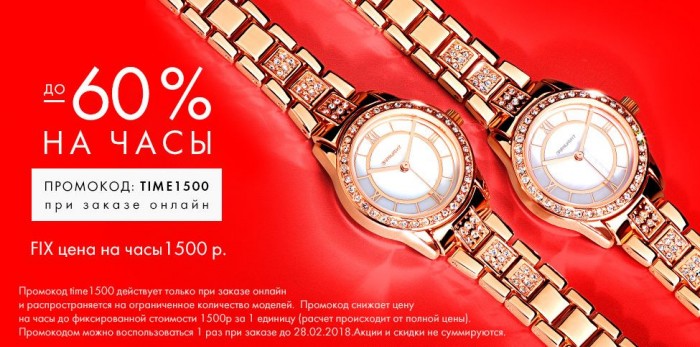 до 60%
НА ЧАСЫ
ПРОМОКОД: TIME1500
при заказе онлайн
FIX цена на часы 1500 р.
Промокод time1500 действует только при заказе онлайн
и распространяется на ограниченное количество моделей. Промокод снижает цену
на часы до фиксированной стоимости 1500р за 1 единицу (расчет происходит от полной цены).
Промокодом можно воспользоваться 1 раз при заказе до 28.02.2018.Акции и скидки не суммируются.